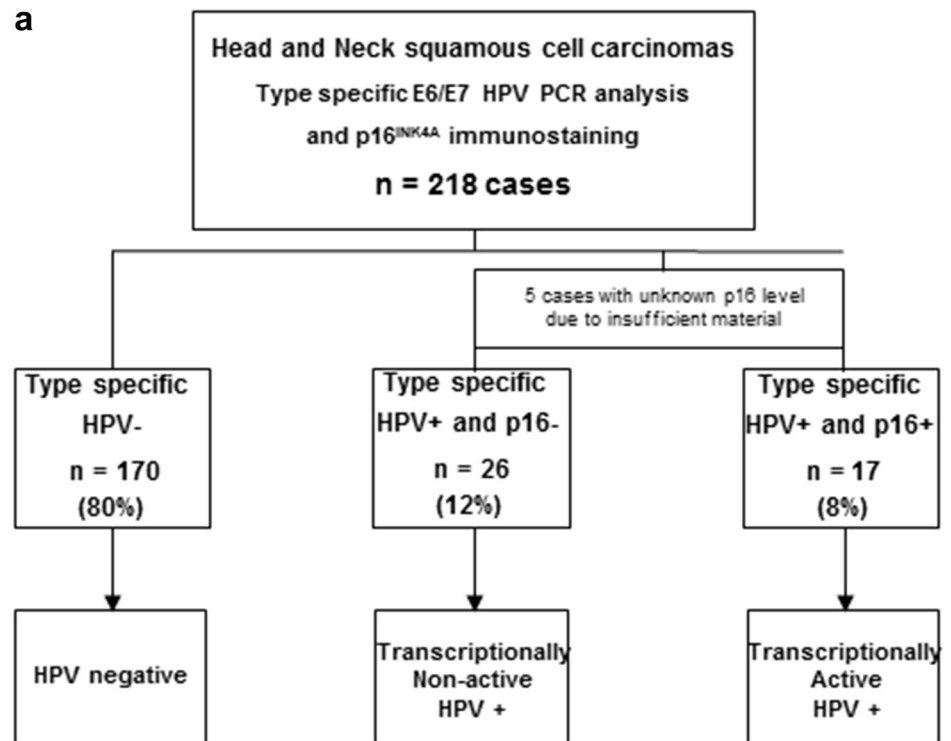 a
Head and Neck squamous cell carcinomas
Type specific E6/E7 HPV PCR analysis
and p16INK4A immunostaining
n = 218 cases
5 cases with unknown p16 level
due to insufficient material
Type specific
HPV-
n = 170
(80%)
Type specific
HPV+ and p16-
n = 26
(12%)
Type specific
HPV+ and p16+
n = 17
(8%)
HPV negative
Transcriptionally
Non-active
HPV +
Transcriptionally
Active
HPV +